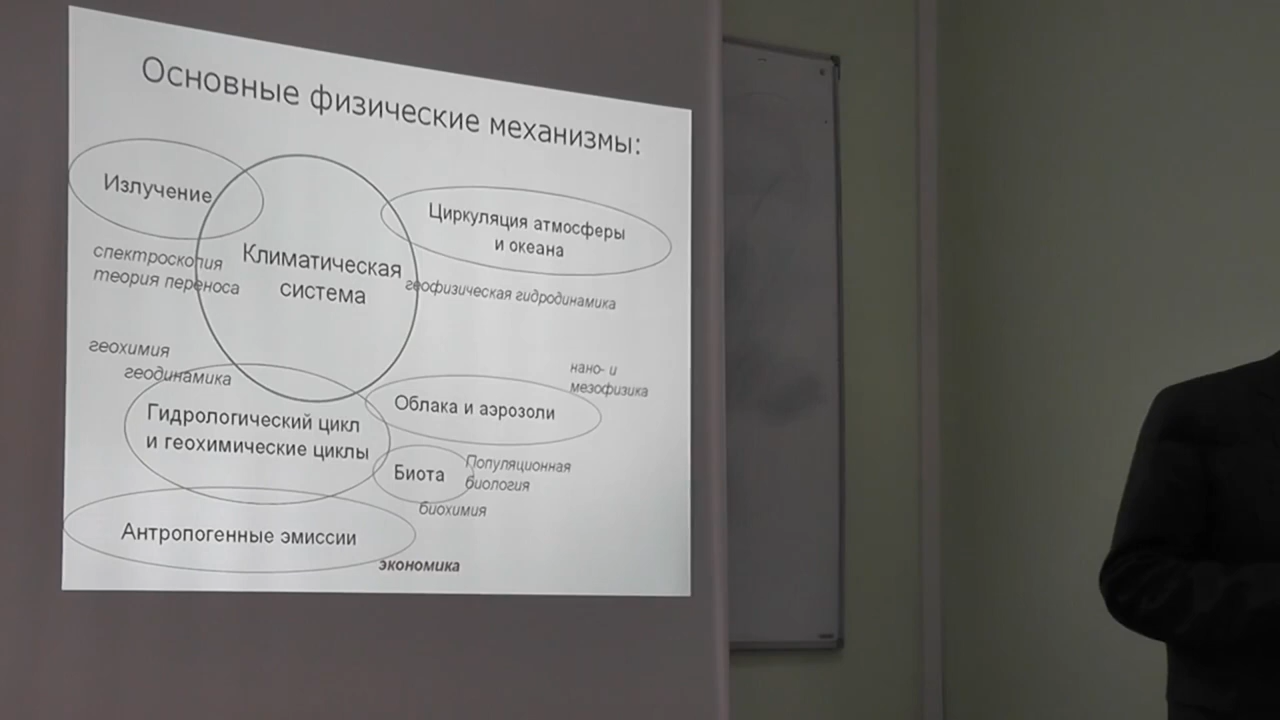 Основные физические механизмы:
Излучение
Циркуляция атмосферы
и океана
спектроскопия
теория переноса
Климатическая
система
геофизическая гидродинамика
геохимия
геодинамика
нано- и
мезофизика
Гидрологический цикл
и геохимические циклы
Облака и аэрозоли
Биота
Популяционная
биология
биохимия
Антропогенные эмиссии
экономика